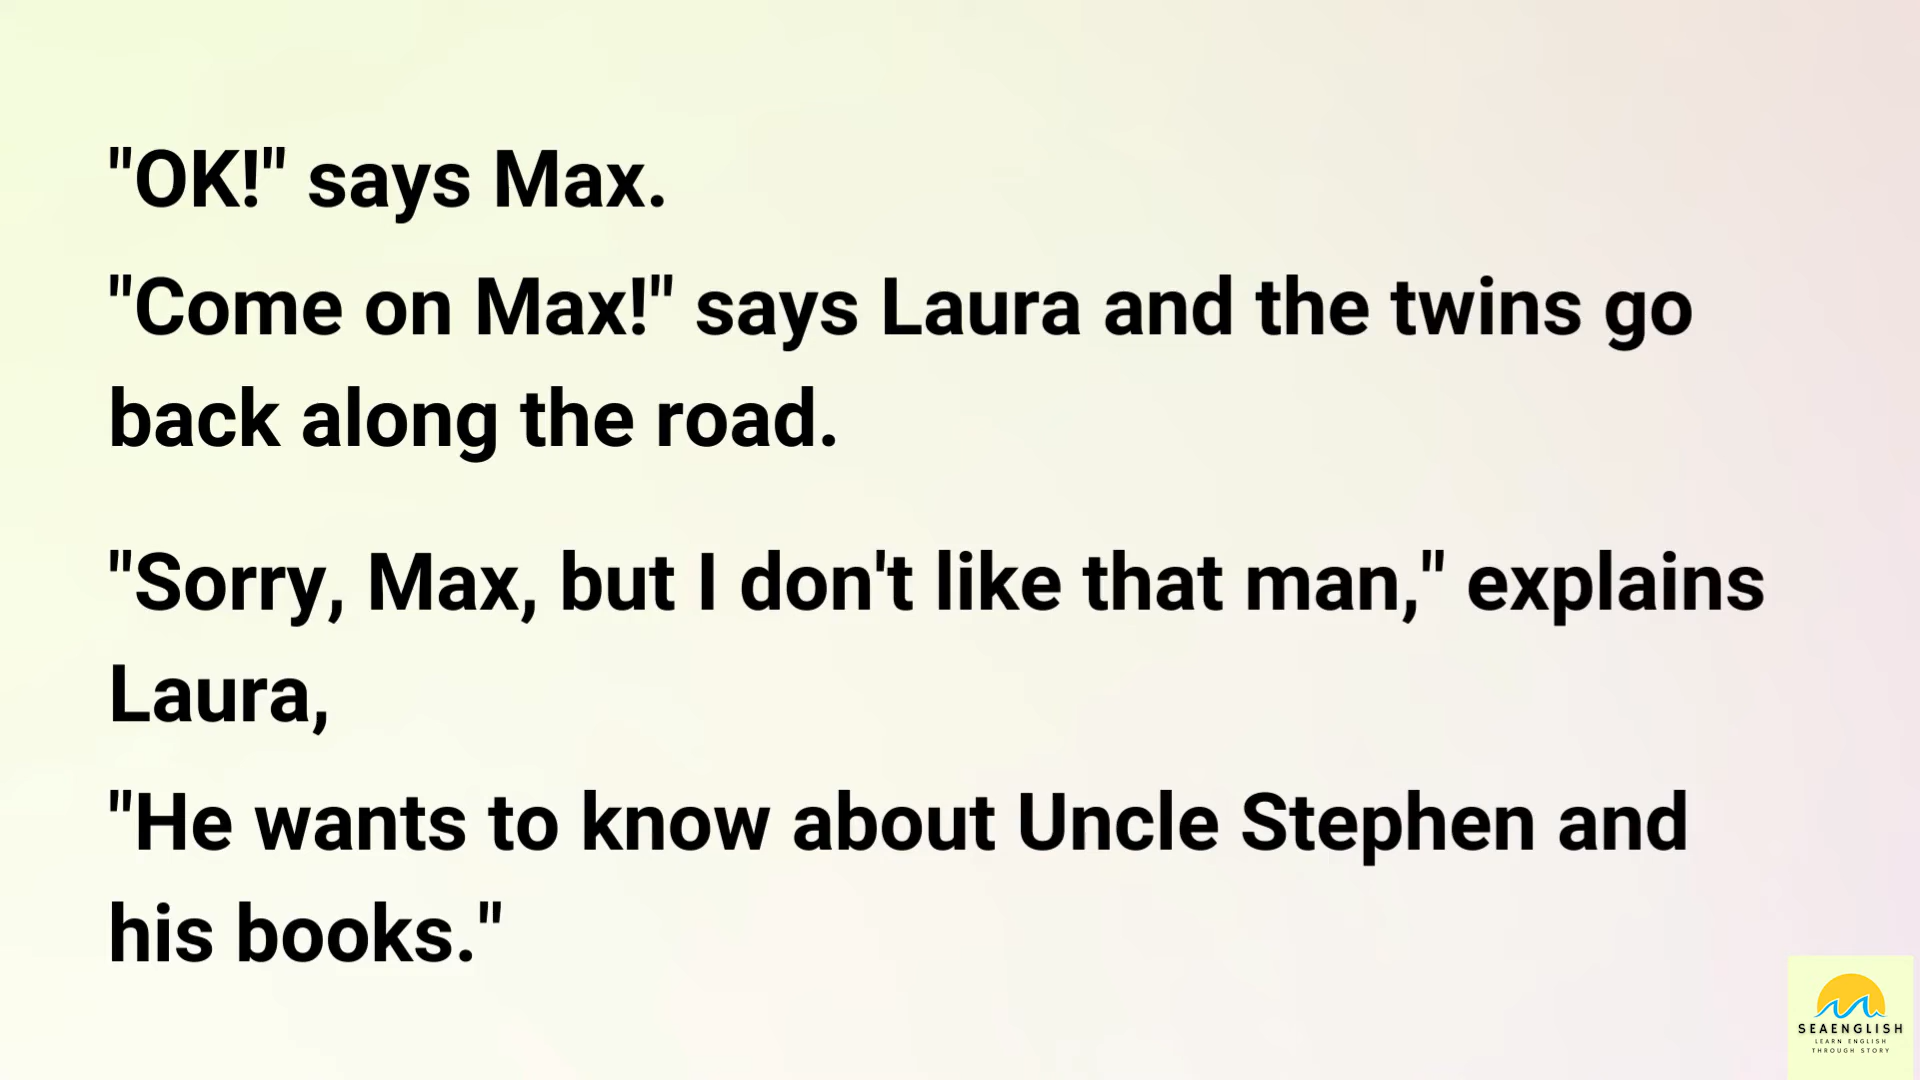 "OK!" says Max.
"Come on Max!" says Laura and the twins go
back along the road.
"Sorry, Max, but I don't like that man," explains
Laura,
"He wants to know about Uncle Stephen and
his books."
SEAENGLISH
LEARN ENGLISH
THROUGH STORY